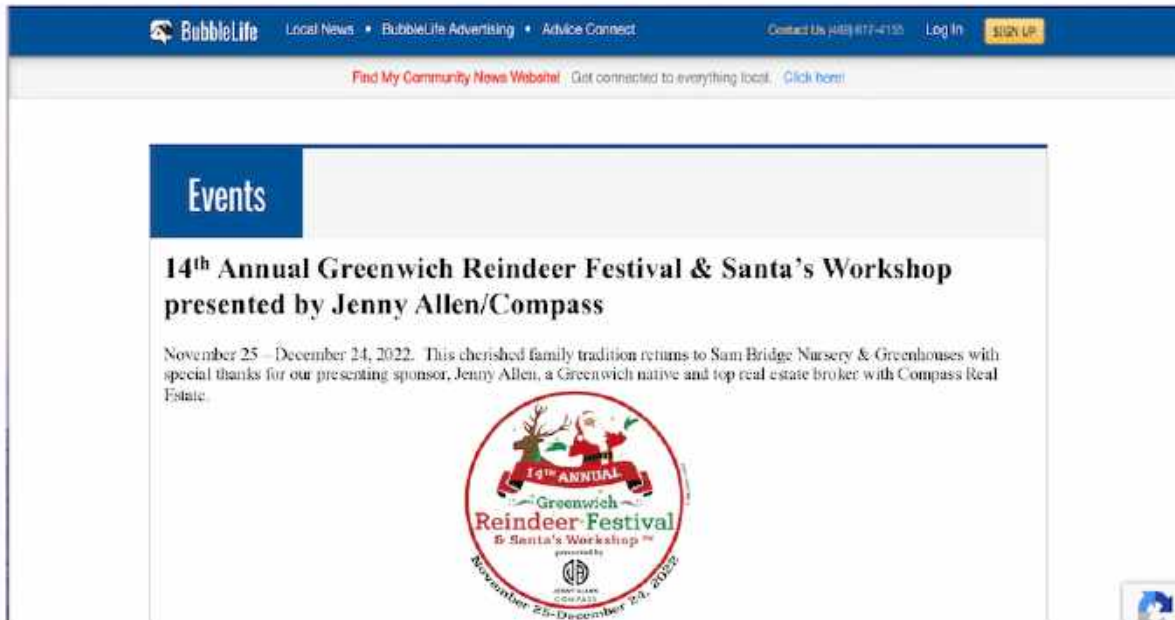 BubbleLife Local News • BubbleLife Advertising • Advice Connect Contact Us Log In SIGN UP
Find My Community News Website! Get connected to everything local. Click here!
Events
14th Annual Greenwich Reindeer Festival & Santa's Workshop
presented by Jenny Allen/Compass
November 25 – December 24, 2022. This cherished family tradition returns to Sam Bridge Nursery & Greenhouses with
special thanks for our presenting sponsor, Jenny Allen, a Greenwich native and top real estate broker with Compass Real
Estate.
14TH ANNUAL
Greenwich
Reindeer Festival
& Santa's Workshop
presented by
JENNY ALLEN
COMPASS
November 25-December 24, 2022